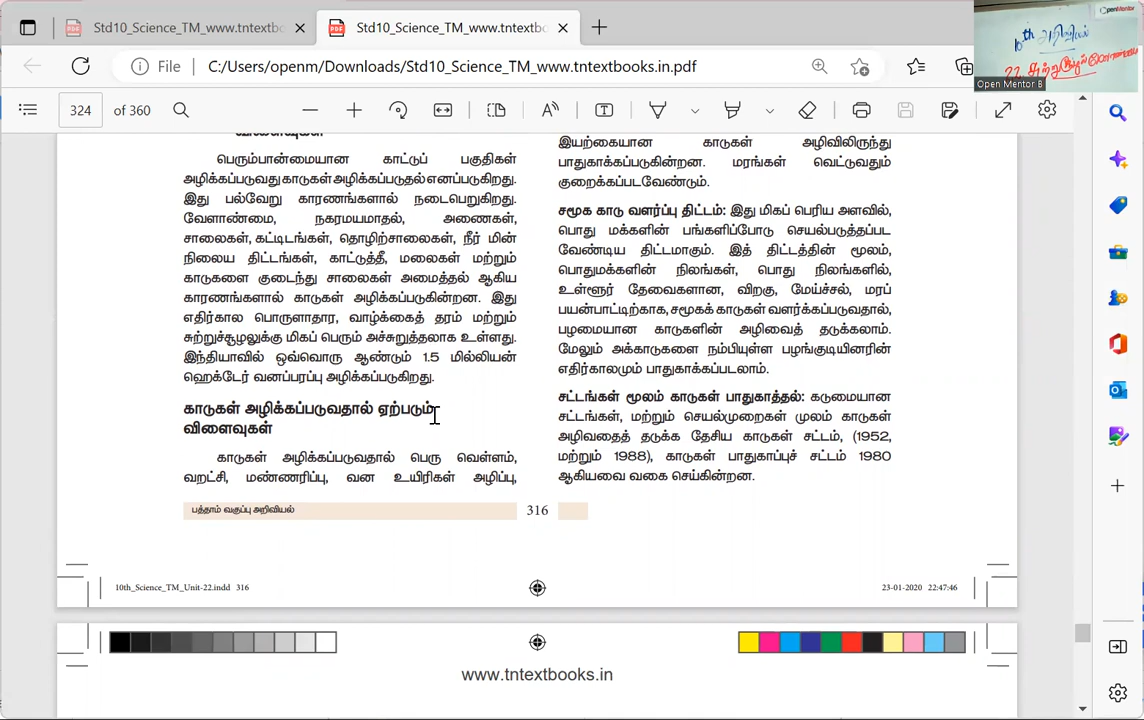 Std10_Science_TM_www.tntextbo
Std10_Science_TM_www.tntextbc
File
C:/Users/openm/Downloads/Std10_Science_TM_www.tntextbooks.in.pdf
324 of 360
விளைவுகள்
பெரும்பான்மையான காட்டுப் பகுதிகள்
அழிக்கப்படுவது காடுகள் அழிக்கப்படுதல் எனப்படுகிறது.
இது பல்வேறு காரணங்களால் நடைபெறுகிறது.
வேளாண்மை, நகரமயமாதல், அணைகள்,
சாலைகள், கட்டிடங்கள், தொழிற்சாலைகள், நீர் மின்
நிலைய திட்டங்கள், காட்டுத்தீ, மலைகள் மற்றும்
காடுகளை குடைந்து சாலைகள் அமைத்தல் ஆகிய
காரணங்களால் காடுகள் அழிக்கப்படுகின்றன. இது
எதிர்கால பொருளாதார, வாழ்க்கைத் தரம் மற்றும்
சுற்றுச்சூழலுக்கு மிகப் பெரும் அச்சுறுத்தலாக உள்ளது.
இந்தியாவில் ஒவ்வொரு ஆண்டும் 1.5 மில்லியன்
ஹெக்டேர் வனப்பரப்பு அழிக்கப்படுகிறது.
காடுகள் அழிக்கப்படுவதால் ஏற்படும்
விளைவுகள்
காடுகள் அழிக்கப்படுவதால் பெரு வெள்ளம்,
வறட்சி, மண்ணரிப்பு, வன உயிரிகள் அழிப்பு,
இயற்கையான காடுகள் அழிவிலிருந்து
பாதுகாக்கப்படுகின்றன. மரங்கள் வெட்டுவதும்
குறைக்கப்படவேண்டும்.
சமூக காடு வளர்ப்பு திட்டம்: இது மிகப் பெரிய அளவில்,
பொது மக்களின் பங்களிப்போடு செயல்படுத்தப்பட
வேண்டிய திட்டமாகும். இத் திட்டத்தின் மூலம்,
பொதுமக்களின் நிலங்கள், பொது நிலங்களில்,
உள்ளூர் தேவைகளான, விறகு, மேய்ச்சல், மரப்
பயன்பாட்டிற்காக, சமூகக் காடுகள் வளர்க்கப்படுவதால்,
பழமையான காடுகளின் அழிவைத் தடுக்கலாம்.
மேலும் அக்காடுகளை நம்பியுள்ள பழங்குடியினரின்
எதிர்காலமும் பாதுகாக்கப்படலாம்.
சட்டங்கள் மூலம் காடுகள் பாதுகாத்தல்: கடுமையான
சட்டங்கள், மற்றும் செயல்முறைகள் முலம் காடுகள்
அழிவதைத் தடுக்க தேசிய காடுகள் சட்டம், (1952,
மற்றும் 1988), காடுகள் பாதுகாப்புச் சட்டம் 1980
ஆகியவை வகை செய்கின்றன.
பத்தாம் வகுப்பு அறிவியல்
316
10th_Science_TM_Unit-22.indd 316
23-01-2020 22:47:46
www.tntextbooks.in
OpenMentor
10th அறிவியல்
Open Mentor B